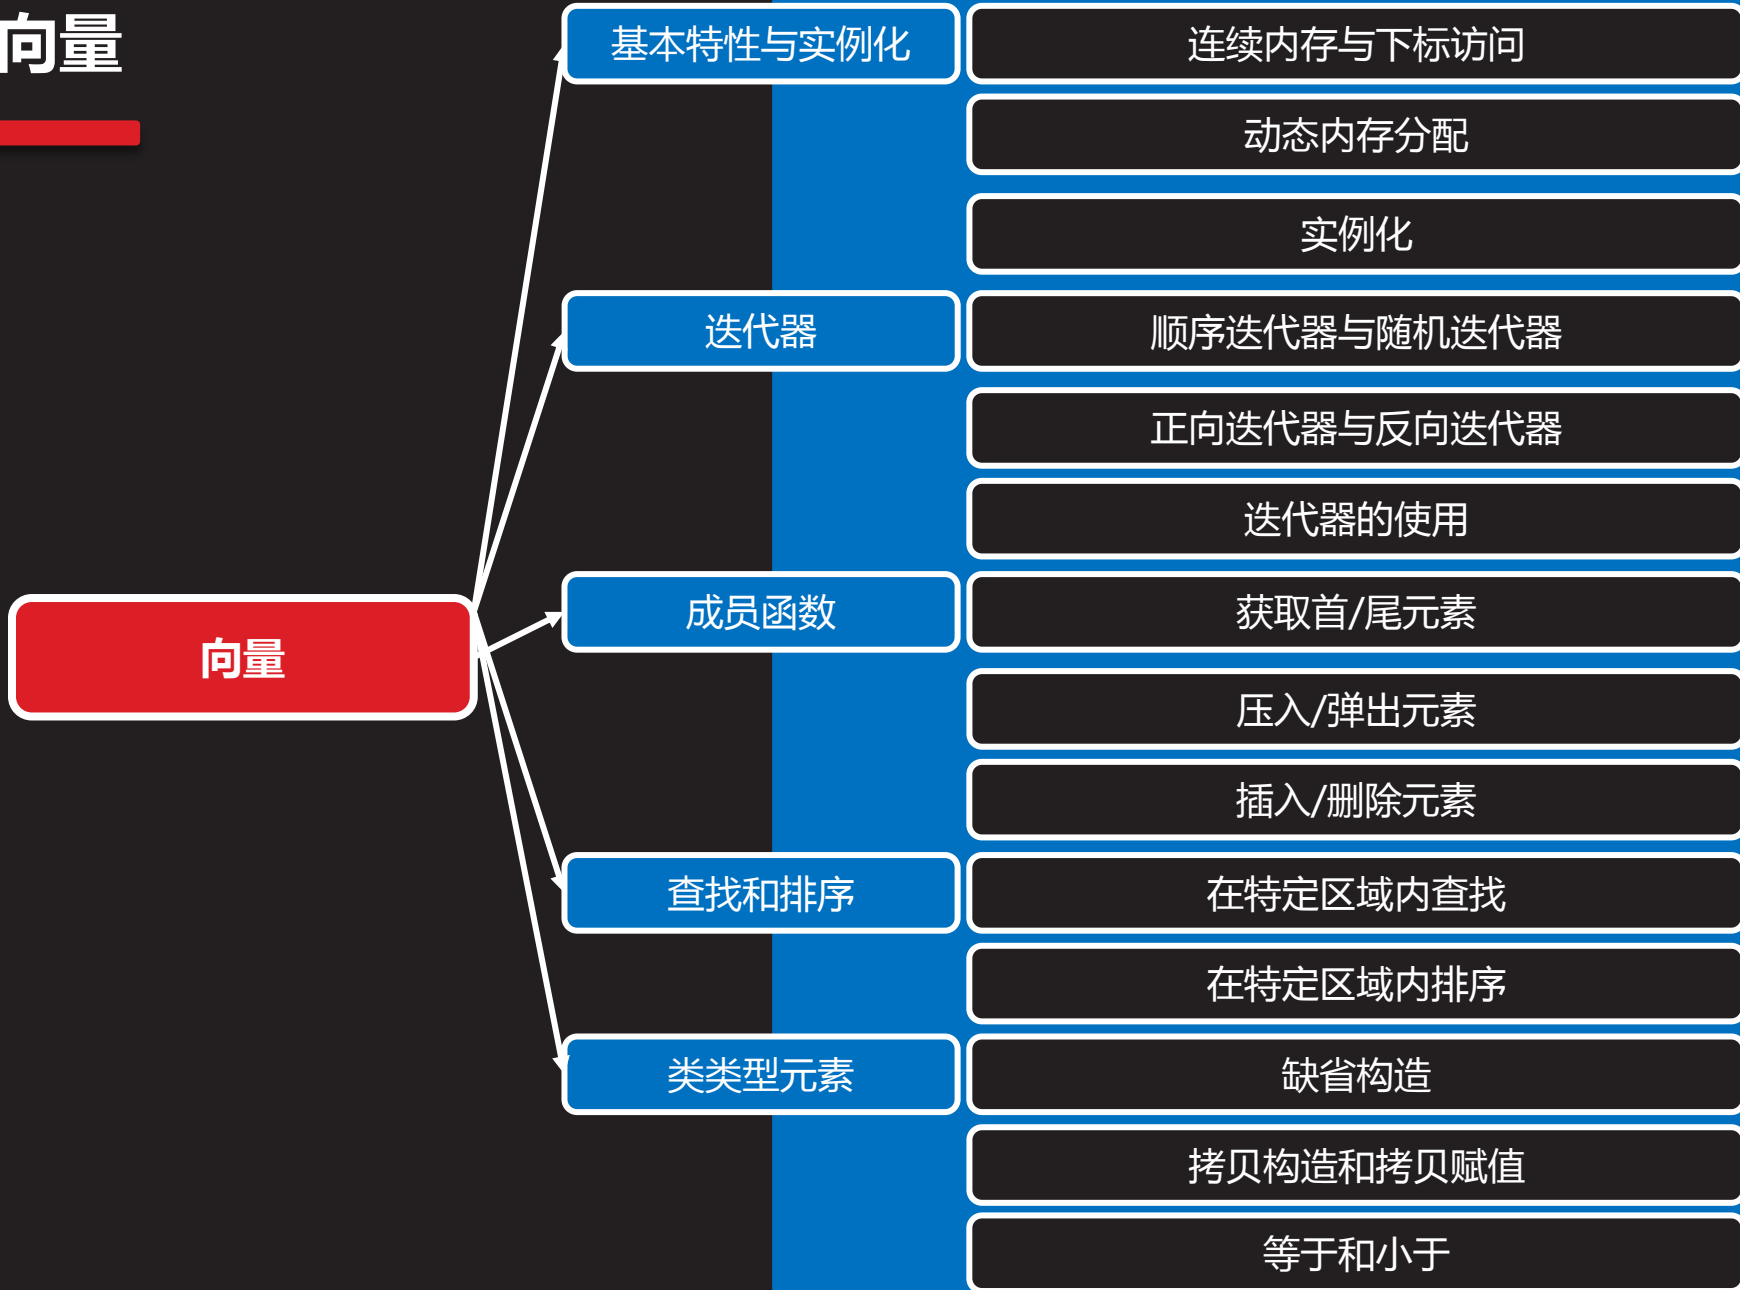 向量
基本特性与实例化
连续内存与下标访问
动态内存分配
实例化
迭代器
顺序迭代器与随机迭代器
正向迭代器与反向迭代器
迭代器的使用
向量
成员函数
获取首/尾元素
压入/弹出元素
插入/删除元素
查找和排序
在特定区域内查找
在特定区域内排序
类类型元素
缺省构造
拷贝构造和拷贝赋值
等于和小于